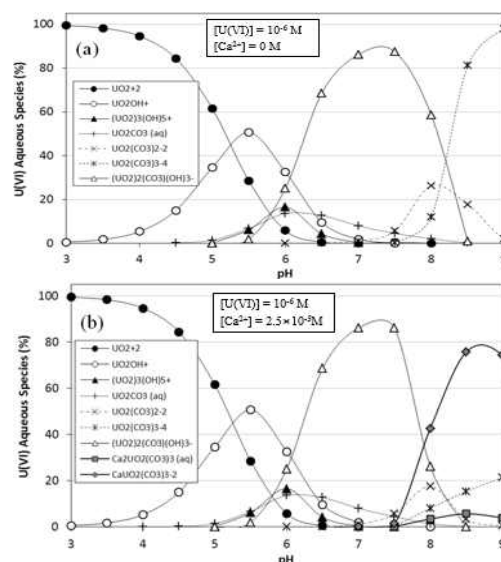 (a)
[U(VI)] = 10⁻⁶ M
[Ca²⁺] = 0 M
U(VI) Aqueous Species (%)
100
80
60
40
20
0
UO2+2
UO2OH+
(UO2)3(OH)5+
UO2CO3 (aq)
UO2(CO3)2-2
UO2(CO3)3-4
(UO2)2(CO3)(OH)3-
3 4 5 6 7 8 9
pH
(b)
[U(VI)] = 10⁻⁶ M
[Ca²⁺] = 2.5×10⁻⁵M
U(VI) Aqueous Species (%)
100
80
60
40
20
0
UO2+2
UO2OH+
(UO2)3(OH)5+
UO2CO3 (aq)
UO2(CO3)2-2
UO2(CO3)3-4
(UO2)2(CO3)(OH)3-
Ca2UO2(CO3)3 (aq)
CaUO2(CO3)3-2
3 4 5 6 7 8 9
pH